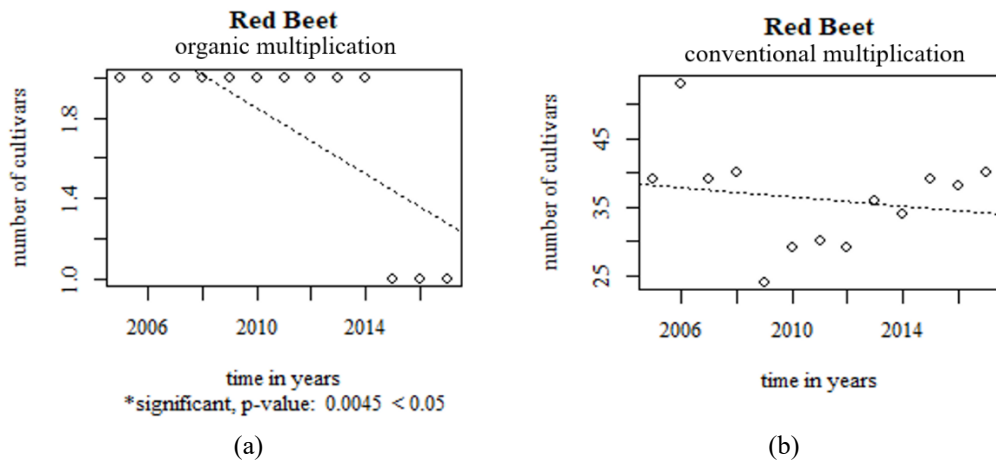 Red Beet
organic multiplication
number of cultivars
1.8
1.4
1.0
2006 2010 2014
time in years
*significant, p-value: 0.0045 < 0.05
(a)
Red Beet
conventional multiplication
number of cultivars
45
35
25
2006 2010 2014
time in years
(b)